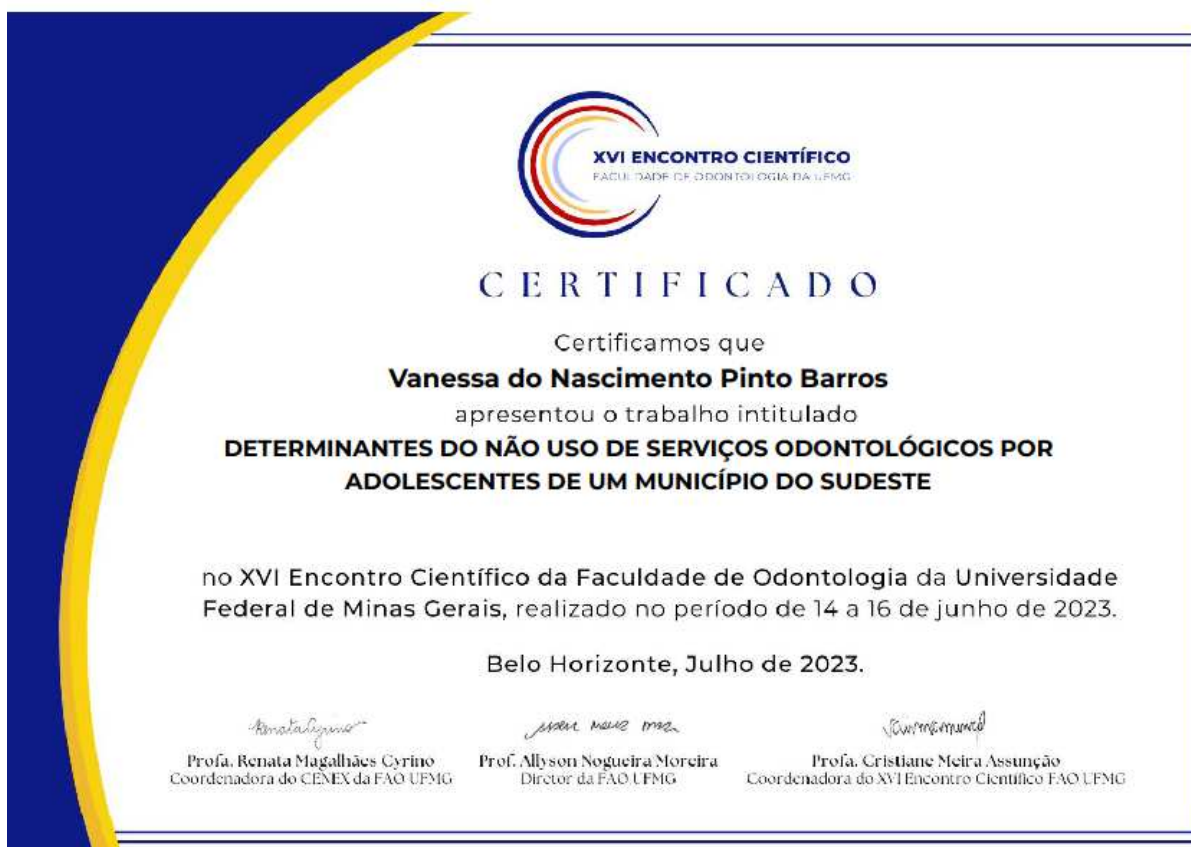 XVI ENCONTRO CIENTÍFICO
FACULDADE DE ODONTOLOGIA DA UFMG
CERTIFICADO
Certificamos que
Vanessa do Nascimento Pinto Barros
apresentou o trabalho intitulado
DETERMINANTES DO NÃO USO DE SERVIÇOS ODONTOLÓGICOS POR
ADOLESCENTES DE UM MUNICÍPIO DO SUDESTE
no XVI Encontro Científico da Faculdade de Odontologia da Universidade
Federal de Minas Gerais, realizado no período de 14 a 16 de junho de 2023.
Belo Horizonte, Julho de 2023.
Profa. Renata Magalhães Cyrino
Coordenadora do CENEX da FAO UFMG
Prof. Allyson Nogueira Moreira
Diretor da FAO UFMG
Profa. Cristiane Meira Assunção
Coordenadora do XVI Encontro Científico FAO UFMG